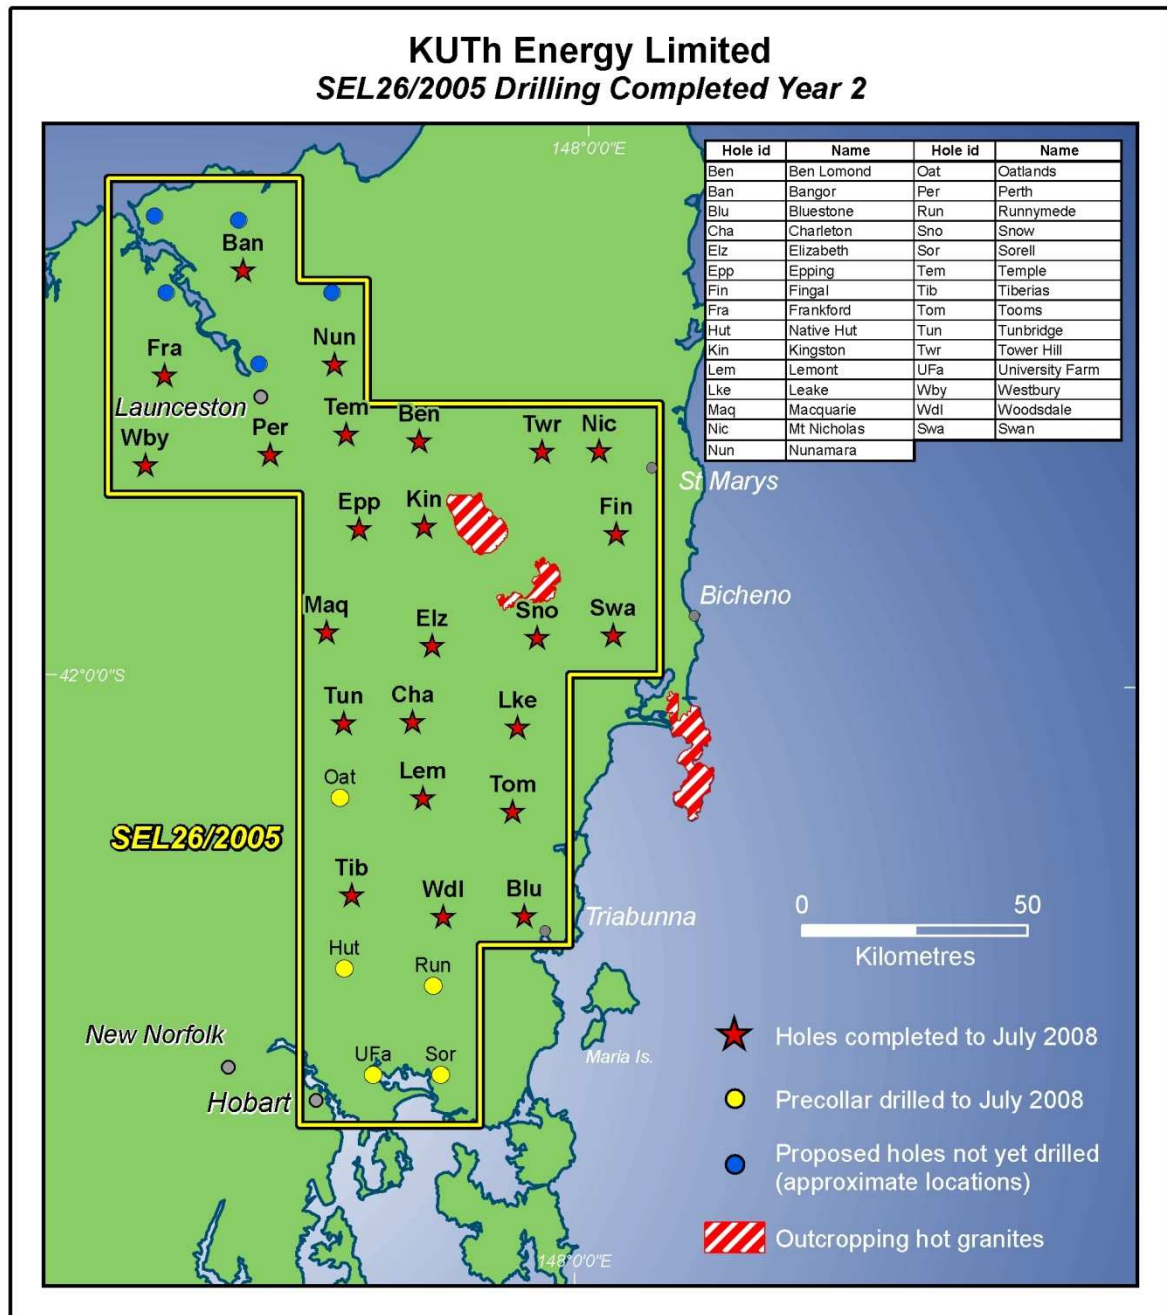 KUTh Energy Limited
SEL26/2005 Drilling Completed Year 2
148°0'0"E
Hole id Name Hole id Name
Ben Ben Lomond Oat Oatlands
Ban Bangor Per Perth
Blu Bluestone Run Runnymede
Cha Charleton Sno Snow
Elz Elizabeth Sor Sorell
Epp Epping Tem Temple
Fin Fingal Tib Tiberias
Fra Frankford Tom Tooms
Hut Native Hut Tun Tunbridge
Kin Kingston Twr Tower Hill
Lem Lemont UFa University Farm
Lke Leake Wby Westbury
Maq Macquarie Wdl Woodsdale
Nic Mt Nicholas Swa Swan
Nun Nunamara
Ban
Nun
Fra
Launceston
Tem Ben
Wby Per Twr Nic
St Marys
Epp Kin Fin
Bicheno
Maq Elz Sno Swa
42°0'0"S
Tun Cha Lke
Oat Lem Tom
SEL26/2005
Tib Wdl Blu
Triabunna
0 50
Kilometres
Hut Run
New Norfolk
Holes completed to July 2008
Maria Is.
UFa Sor
Hobart
Precollar drilled to July 2008
Proposed holes not yet drilled
(approximate locations)
Outcropping hot granites
148°0'0"E